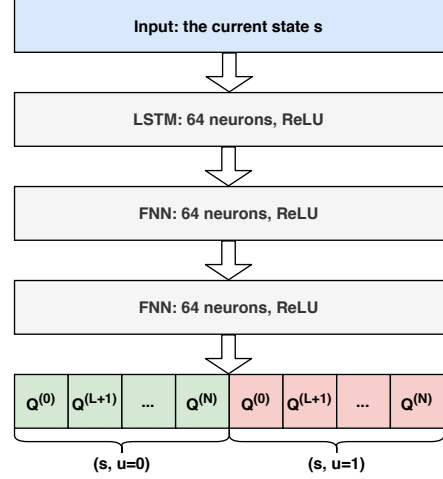 Input: the current state s
LSTM: 64 neurons, ReLU
FNN: 64 neurons, ReLU
FNN: 64 neurons, ReLU
Q(0) Q(L+1) ... Q(N) Q(0) Q(L+1) ... Q(N)
(s, u=0) (s, u=1)